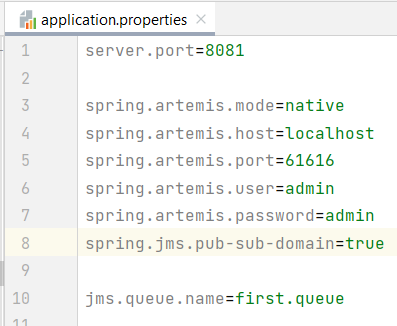 application.properties
1 server.port=8081
2
3 spring.artemis.mode=native
4 spring.artemis.host=localhost
5 spring.artemis.port=61616
6 spring.artemis.user=admin
7 spring.artemis.password=admin
8 spring.jms.pub-sub-domain=true
9
10 jms.queue.name=first.queue
11